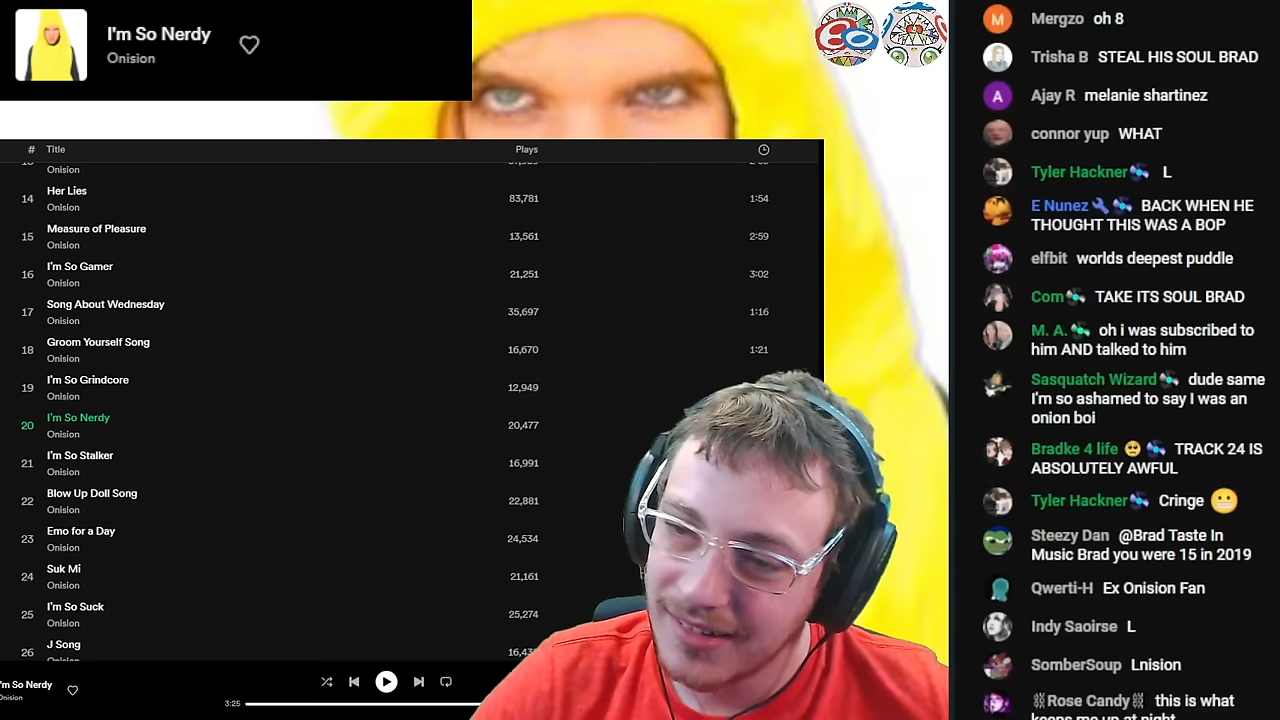 I'm So Nerdy
Onision
# Title Plays
Onision
14 Her Lies 83,781 1:54
Onision
15 Measure of Pleasure 13,561 2:59
Onision
16 I'm So Gamer 21,251 3:02
Onision
17 Song About Wednesday 35,697 1:16
Onision
18 Groom Yourself Song 16,670 1:21
Onision
19 I'm So Grindcore 12,949
Onision
20 I'm So Nerdy 20,477
Onision
21 I'm So Stalker 16,991
Onision
22 Blow Up Doll Song 22,881
Onision
23 Emo for a Day 24,534
Onision
24 Suk Mi 21,161
Onision
25 I'm So Suck 25,274
Onision
26 J Song
'm So Nerdy
Onision
3:25
M
Mergzo oh 8
Trisha B STEAL HIS SOUL BRAD
A
Ajay R melanie shartinez
connor yup WHAT
Tyler Hackner L
E Nunez BACK WHEN HE
THOUGHT THIS WAS A BOP
elfbit worlds deepest puddle
Com TAKE ITS SOUL BRAD
M. A. oh i was subscribed to
him AND talked to him
Sasquatch Wizard dude same
I'm so ashamed to say I was an
onion boi
Bradke 4 life 🥺 TRACK 24 IS
ABSOLUTELY AWFUL
Tyler Hackner Cringe 😬
Steezy Dan @Brad Taste In
Music Brad you were 15 in 2019
Qwerti-H Ex Onision Fan
Indy Saoirse L
SomberSoup Lnision
⛓Rose Candy⛓ this is what
keeps me up at night